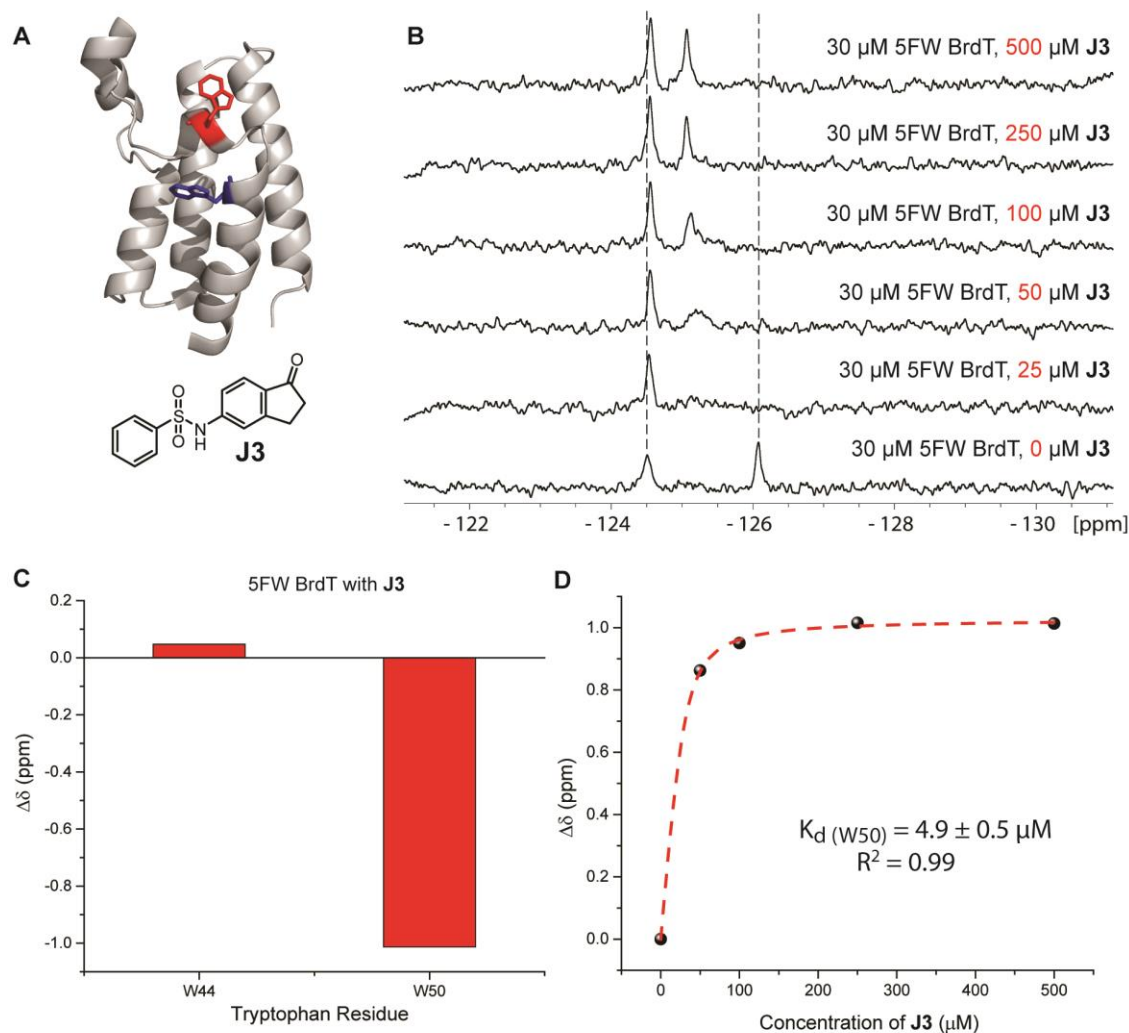 A
O
O
S
O
N
H
J3
B
30 µM 5FW BrdT, 500 µM J3
30 µM 5FW BrdT, 250 µM J3
30 µM 5FW BrdT, 100 µM J3
30 µM 5FW BrdT, 50 µM J3
30 µM 5FW BrdT, 25 µM J3
30 µM 5FW BrdT, 0 µM J3
- 122 - 124 - 126 - 128 - 130 [ppm]
C
5FW BrdT with J3
0.2
0.0
-0.2
-0.4
-0.6
-0.8
-1.0
Δδ (ppm)
W44 W50
Tryptophan Residue
D
1.0
0.8
0.6
0.4
0.2
0.0
Δδ (ppm)
Kd (W50) = 4.9 ± 0.5 µM
R² = 0.99
0 100 200 300 400 500
Concentration of J3 (µM)